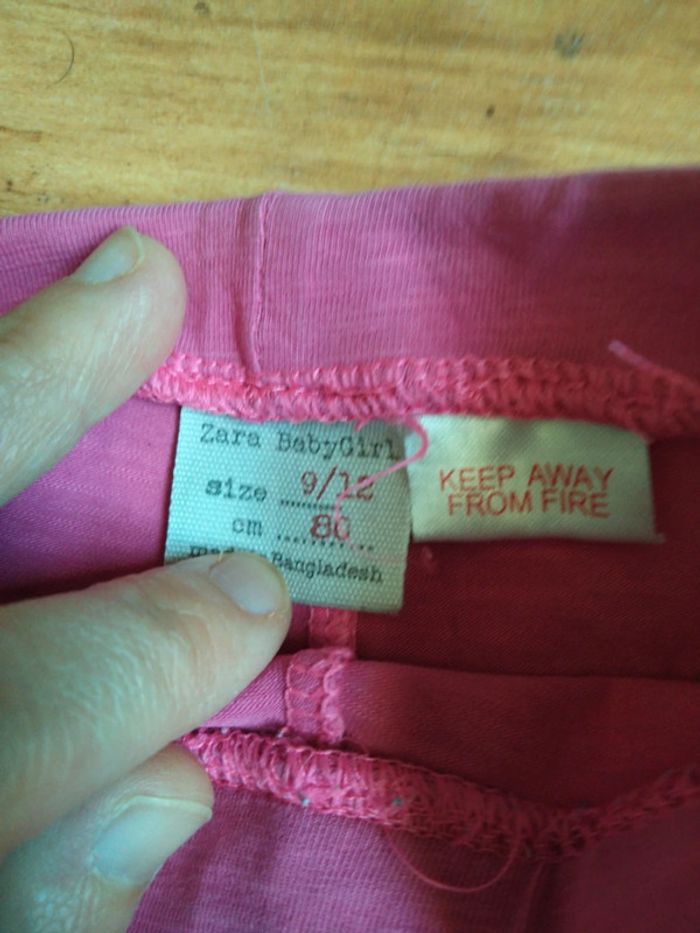 Zara BabyGirl
size 9/12
cm 80
Bangladesh
KEEP AWAY
FROM FIRE